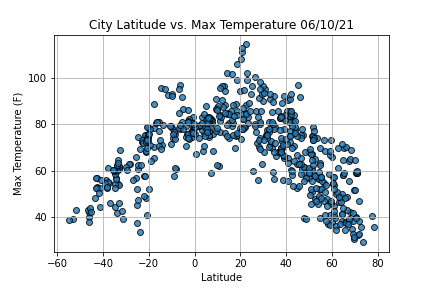 City Latitude vs. Max Temperature 06/10/21
Max Temperature (F)
100
80
60
40
−60 −40 −20 0 20 40 60 80
Latitude